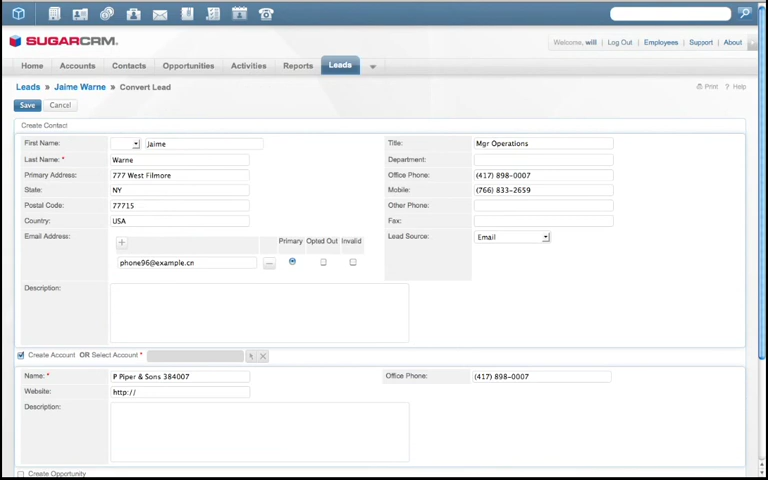 SUGARCRM.
Welcome, will | Log Out | Employees | Support | About
Home Accounts Contacts Opportunities Activities Reports Leads
Leads » Jaime Warne » Convert Lead
Print ? Help
Save Cancel
Create Contact
First Name: Jaime Title: Mgr Operations
Last Name: * Warne Department:
Primary Address: 777 West Filmore Office Phone: (417) 898-0007
State: NY Mobile: (766) 833-2659
Postal Code: 77715 Other Phone:
Country: USA Fax:
Email Address: Lead Source: Email
Primary Opted Out Invalid
phone96@example.cn
Description:
Create Account OR Select Account *
Name: * P Piper & Sons 384007 Office Phone: (417) 898-0007
Website: http://
Description:
Create Opportunity